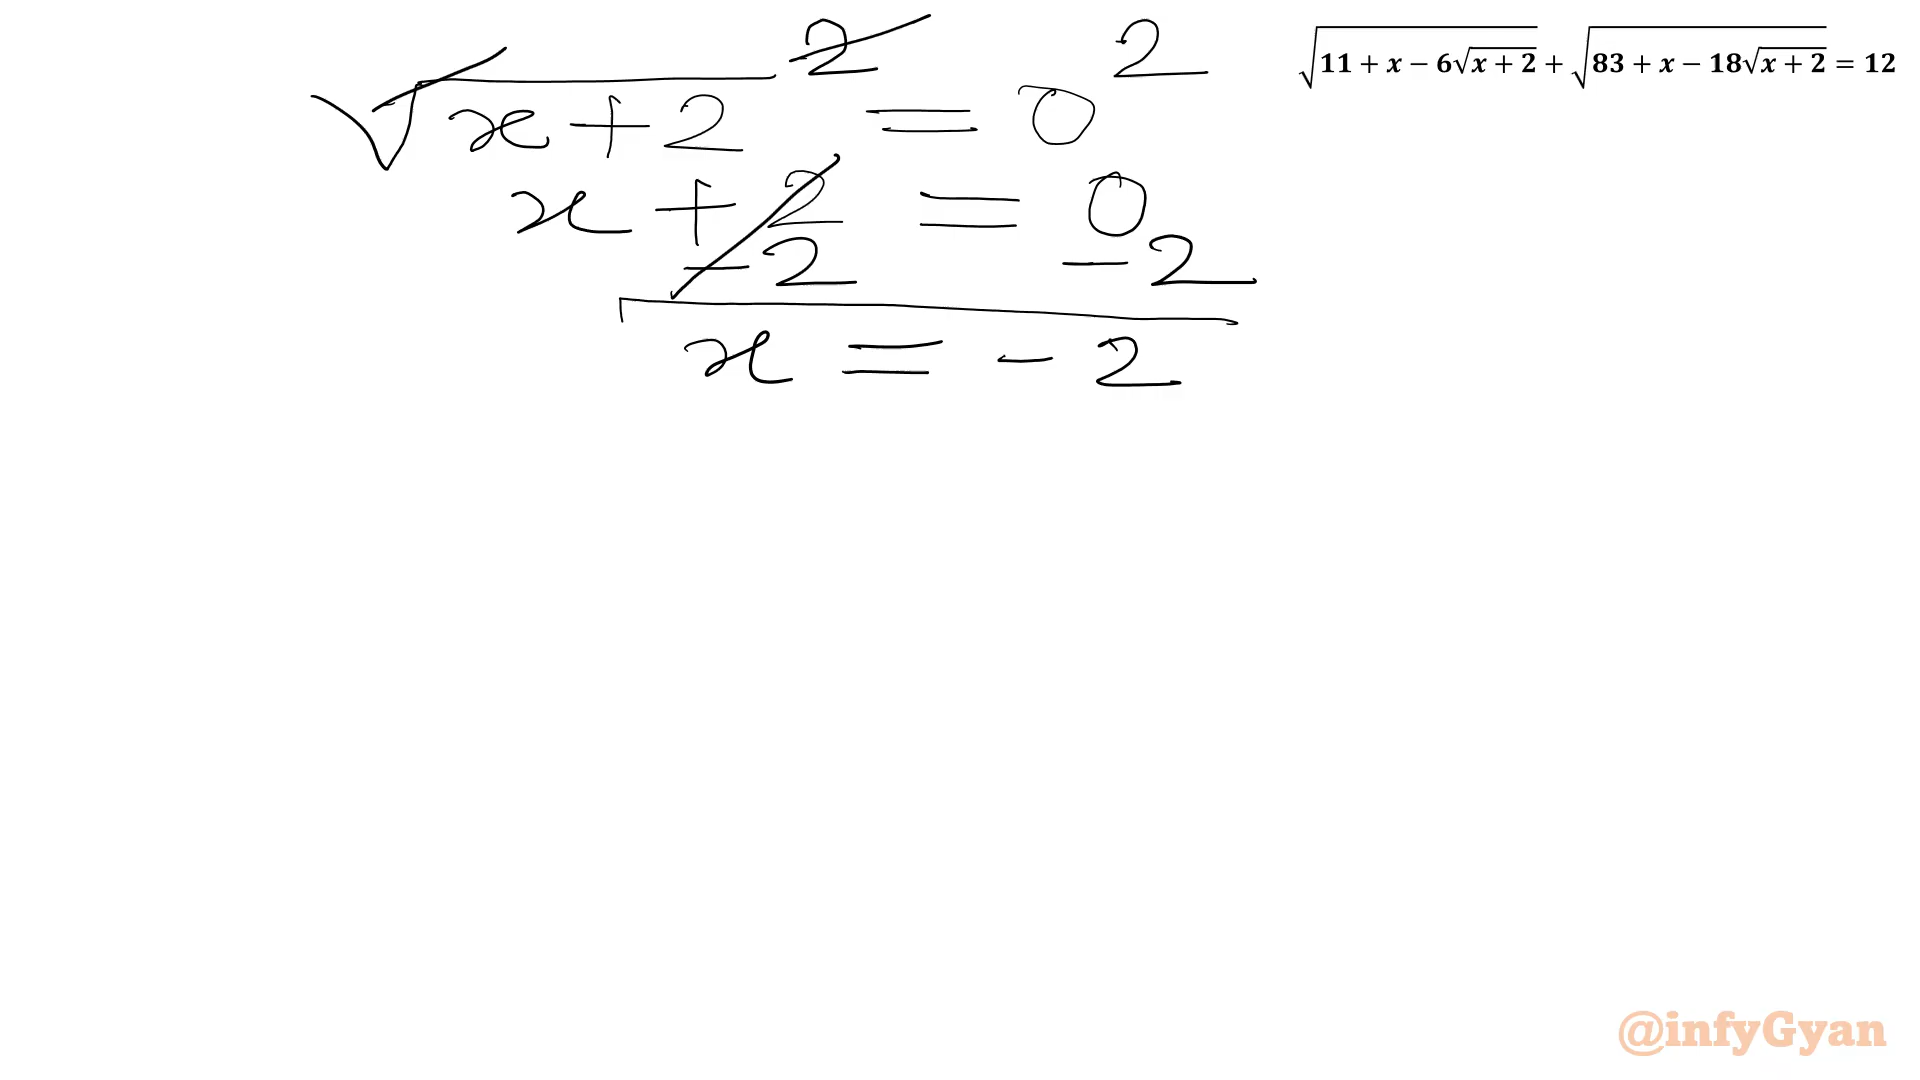 √(x+2)² = 0²
√(11 + x − 6√(x + 2)) + √(83 + x − 18√(x + 2)) = 12
x + 2 = 0
−2 −2
x = −2
@infyGyan